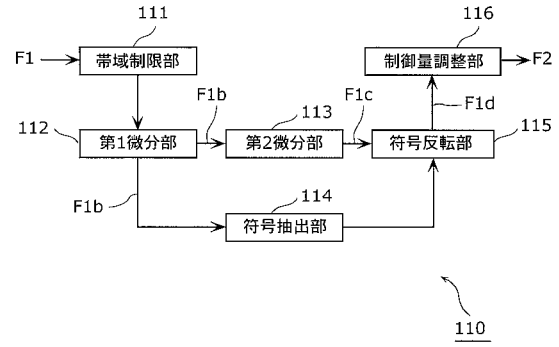 111
F1
帯域制限部
116
制御量調整部
F2
F1b
113
F1c
F1d
112
第1微分部
第2微分部
符号反転部
115
F1b
114
符号抽出部
110